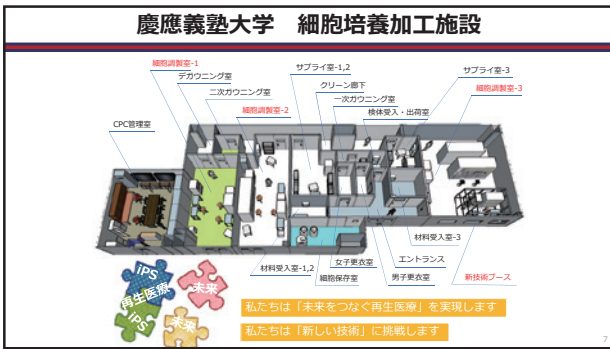 慶應義塾大学　細胞培養加工施設
細胞調製室-1
デガウニング室
二次ガウニング室
細胞調製室-2
サプライ室-1,2
クリーン廊下
一次ガウニング室
検体受入・出荷室
サプライ室-3
細胞調製室-3
CPC管理室
材料受入室-1,2
細胞保存室
女子更衣室
男子更衣室
エントランス
材料受入室-3
新技術ブース
iPS
再生医療
iPS
未来
未来
私たちは「未来をつなぐ再生医療」を実現します
私たちは「新しい技術」に挑戦します
7